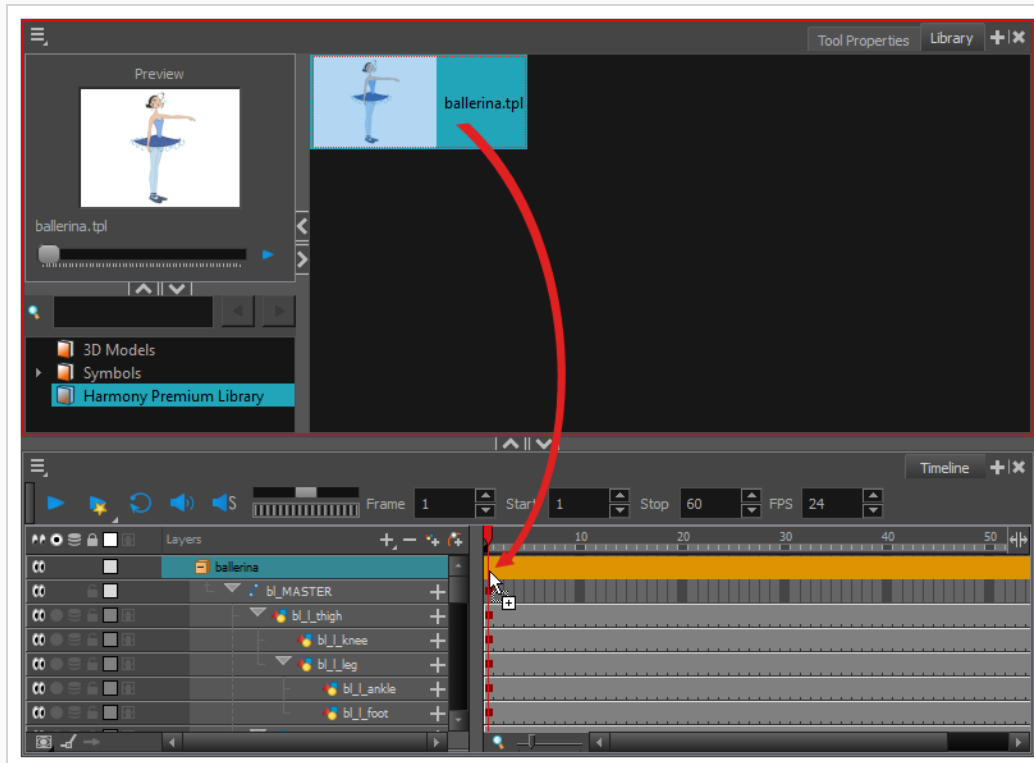 Tool Properties Library
Preview
ballerina.tpl
ballerina.tpl
3D Models
Symbols
Harmony Premium Library
Timeline
S Frame 1 Start 1 Stop 60 FPS 24
Layers 10 20 30 40 50
ballerina
bl_MASTER
bl_l_thigh
bl_l_knee
bl_l_leg
bl_l_ankle
bl_l_foot